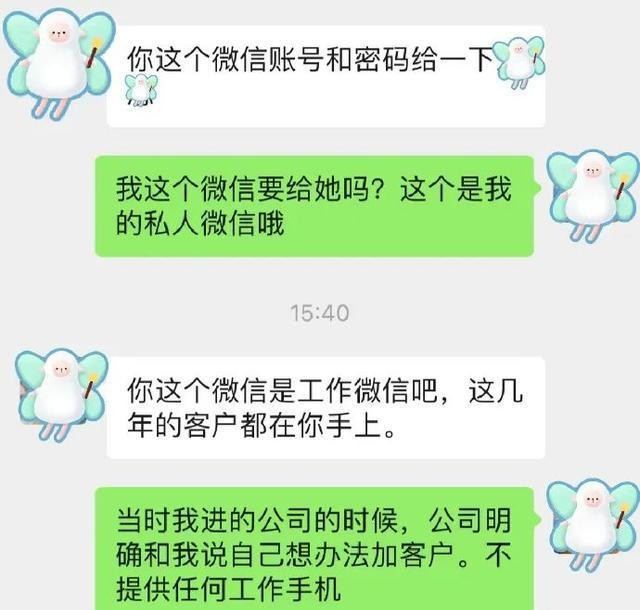 你这个微信账号和密码给一下
我这个微信要给她吗？这个是我
的私人微信哦
15:40
你这个微信是工作微信吧，这几
年的客户都在你手上。
当时我进的公司的时候，公司明
确和我说自己想办法加客户。不
提供任何工作手机